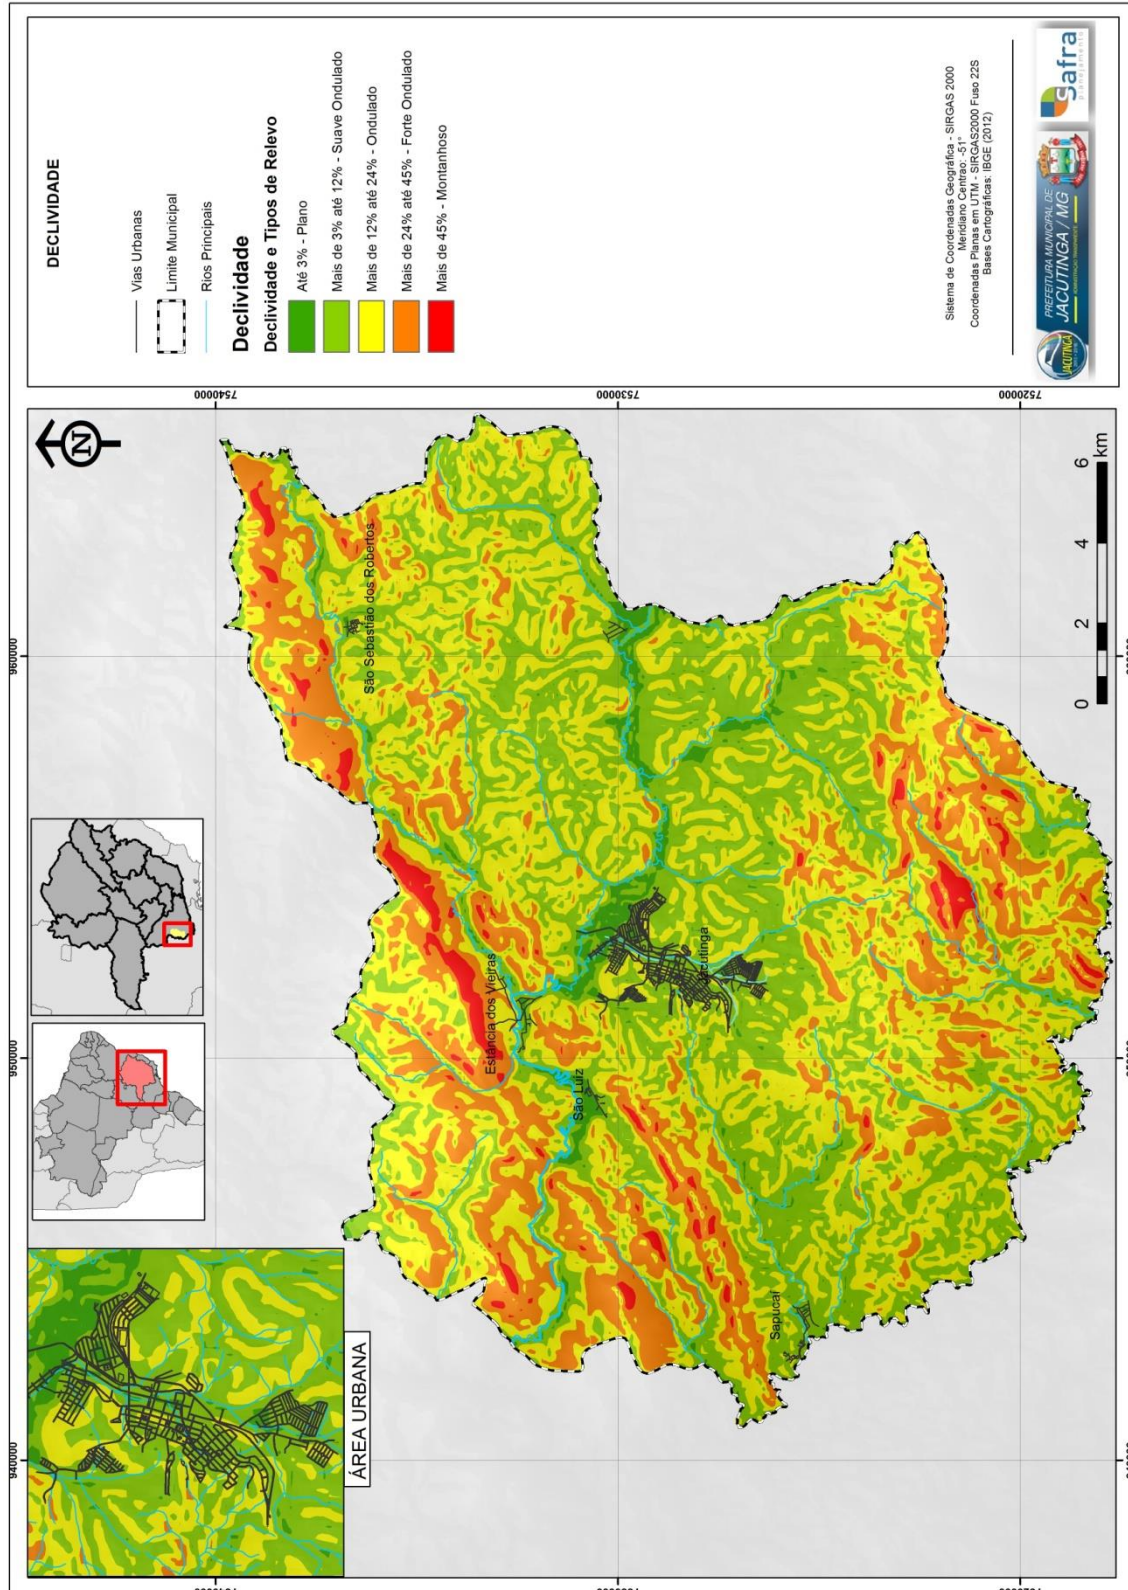 DECLIVIDADE
Vias Urbanas
Limite Municipal
Rios Principais
Declividade
Declividade e Tipos de Relevo
Até 3% - Plano
Mais de 3% até 12% - Suave Ondulado
Mais de 12% até 24% - Ondulado
Mais de 24% até 45% - Forte Ondulado
Mais de 45% - Montanhoso
Sistema de Coordenadas Geográfica - SIRGAS 2000
Meridiano Centrao: -51°
Coordenadas Planas em UTM - SIRGAS2000 Fuso 22S
Bases Cartográficas: IBGE (2012)
JACUTINGA
PREFEITURA MUNICIPAL DE
JACUTINGA / MG
Safra
planejamento
940000
950000
960000
7540000
7530000
7520000
N
ÁREA URBANA
São Sebastião dos Robertos
Estância dos Vieiras
São Luiz
Jacutinga
Sapucaí
0 2 4 6
km